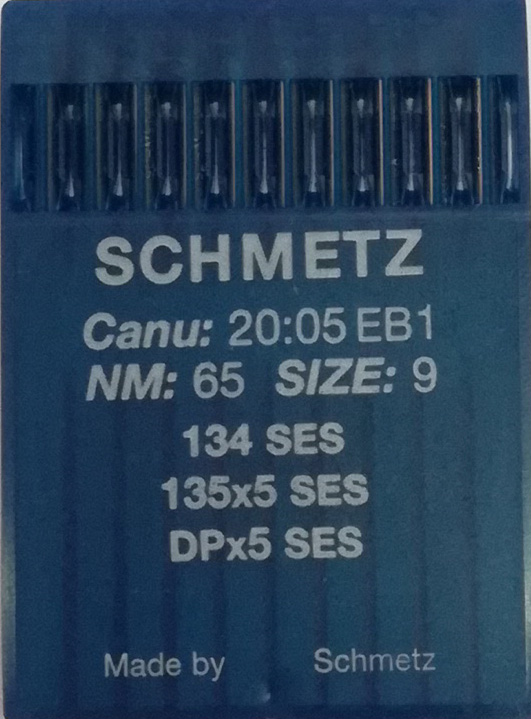 SCHMETZ
Canu: 20:05 EB1
NM: 65 SIZE: 9
134 SES
135x5 SES
DPx5 SES
Made by Schmetz